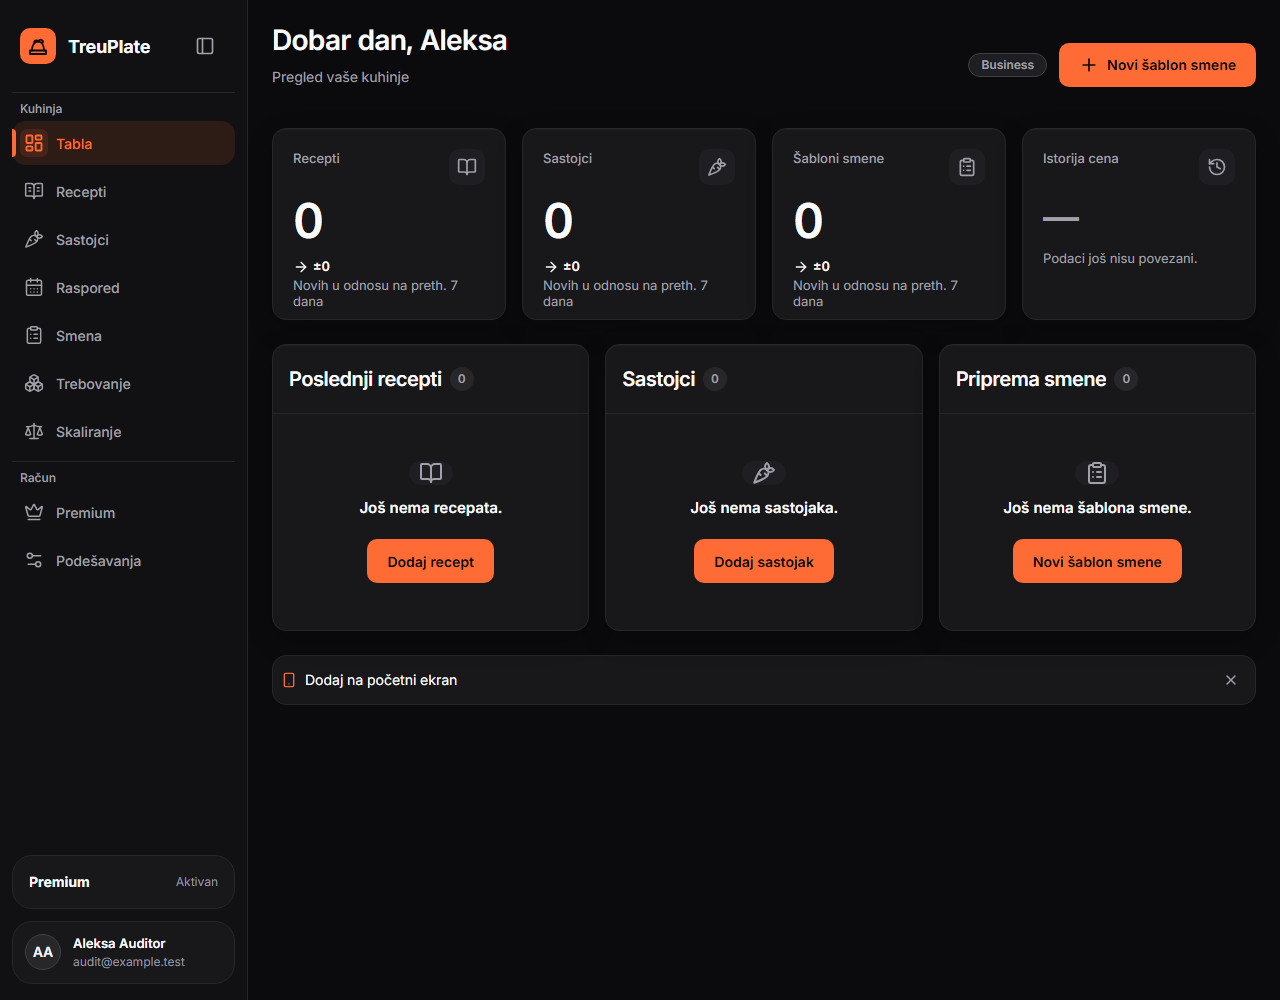 TreuPlate
Kuhinja
Tabla
Recepti
Sastojci
Raspored
Smena
Trebovanje
Skaliranje
Račun
Premium
Podešavanja
Premium
Aktivan
AA
Aleksa Auditor
audit@example.test
Dobar dan, Aleksa
Pregled vaše kuhinje
Business
Novi šablon smene
Recepti
0
±0
Novih u odnosu na preth. 7
dana
Sastojci
0
±0
Novih u odnosu na preth. 7
dana
Šabloni smene
0
±0
Novih u odnosu na preth. 7
dana
Istorija cena
—
Podaci još nisu povezani.
Poslednji recepti 0
Još nema recepata.
Dodaj recept
Sastojci 0
Još nema sastojaka.
Dodaj sastojak
Priprema smene 0
Još nema šablona smene.
Novi šablon smene
Dodaj na početni ekran